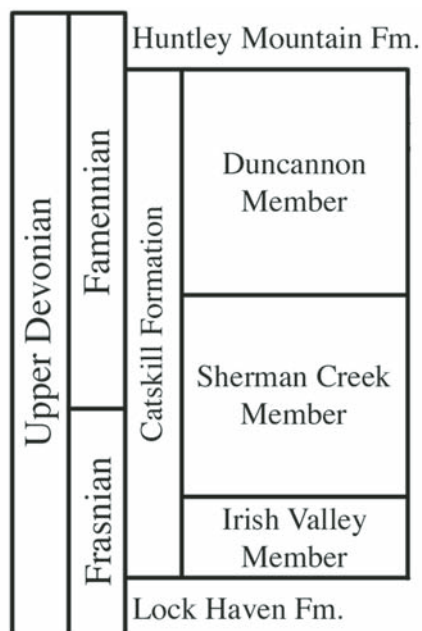 Huntley Mountain Fm.
Upper Devonian
Famennian
Frasnian
Catskill Formation
Duncannon
Member
Sherman Creek
Member
Irish Valley
Member
Lock Haven Fm.